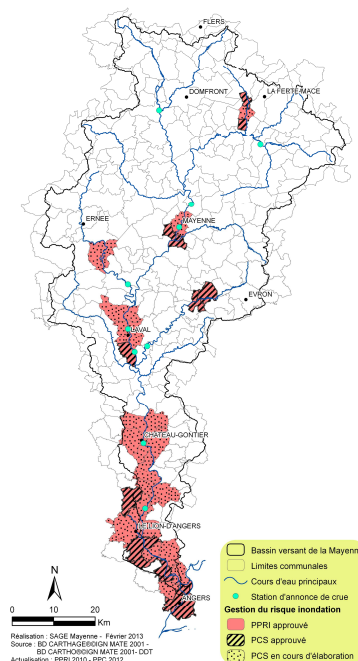 FLERS
DOMFRONT
LA FERTE-MACE
ERNEE
MAYENNE
EVRON
LAVAL
CHATEAU-GONTIER
LE LION-D'ANGERS
ANGERS
N
0 10 20
Km
Réalisation : SAGE Mayenne - Février 2013
Source : BD CARTHAGE®©IGN MATE 2001 -
BD CARTHO®©IGN MATE 2001- DDT
Actualisation : PPRI 2010 - PPC 2012
Bassin versant de la Mayenne
Limites communales
Cours d'eau principaux
Station d'annonce de crue
Gestion du risque inondation
PPRI approuvé
PCS approuvé
PCS en cours d'élaboration